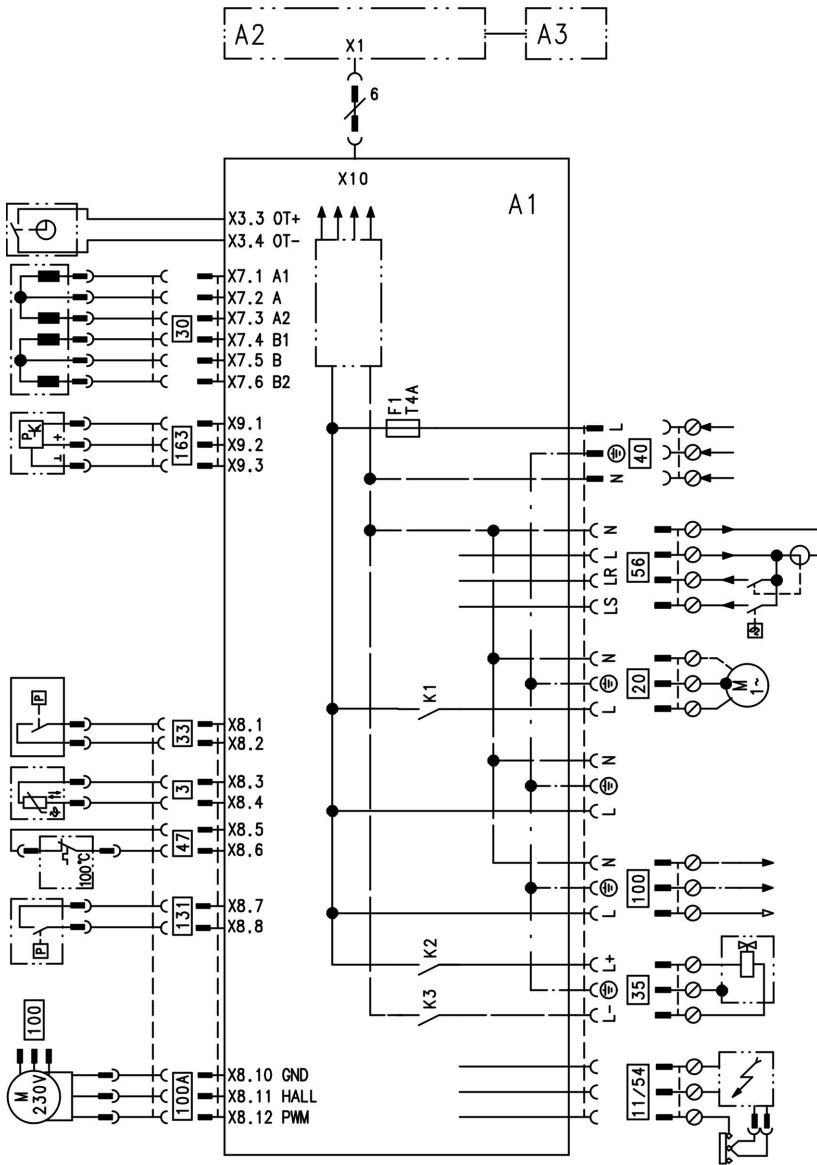 A2
X1
A3
6
X10
A1
X3.3 OT+
X3.4 OT-
X7.1 A1
X7.2 A
X7.3 A2
X7.4 B1
X7.5 B
X7.6 B2
30
X9.1
X9.2
X9.3
163
P
K
+
⊥
F1
T4A
L
N
40
N
L
LR
LS
56
N
L
20
M
1~
K1
X8.1
X8.2
33
P
X8.3
X8.4
3
ϑ
X8.5
X8.6
47
100°C
X8.7
X8.8
131
P
N
L
N
L
100
K2
K3
L+
L-
35
100
M
230V
100A
X8.10 GND
X8.11 HALL
X8.12 PWM
11/54